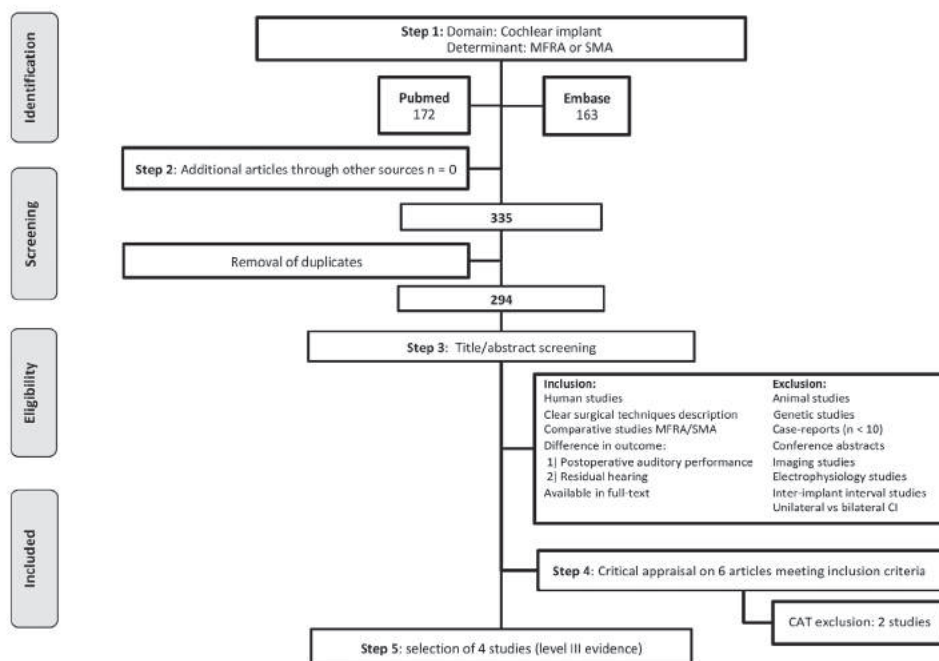 Identification
Screening
Eligibility
Included
Step 1: Domain: Cochlear implant
Determinant: MFRA or SMA
Pubmed
172
Embase
163
Step 2: Additional articles through other sources n = 0
335
Removal of duplicates
294
Step 3: Title/abstract screening
Inclusion:
Human studies
Clear surgical techniques description
Comparative studies MFRA/SMA
Difference in outcome:
1| Postoperative auditory performance
2| Residual hearing
Available in full-text
Exclusion:
Animal studies
Genetic studies
Case-reports (n < 10)
Conference abstracts
Imaging studies
Electrophysiology studies
Inter-implant interval studies
Unilateral vs bilateral CI
Step 4: Critical appraisal on 6 articles meeting inclusion criteria
CAT exclusion: 2 studies
Step 5: selection of 4 studies (level III evidence)